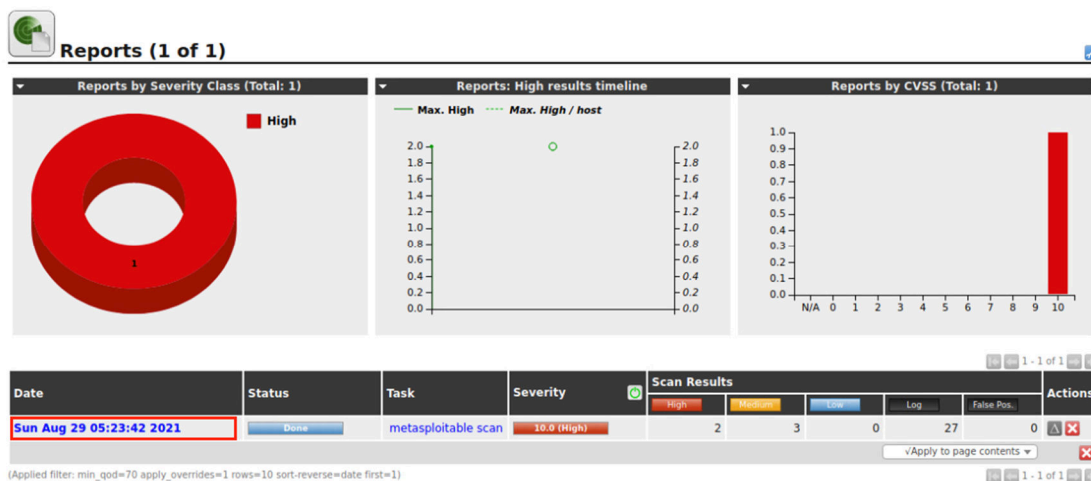 Reports (1 of 1)
Reports by Severity Class (Total: 1)
High
1
Reports: High results timeline
Max. High Max. High / host
2.0 2.0
1.8 1.8
1.6 1.6
1.4 1.4
1.2 1.2
1.0 1.0
0.8 0.8
0.6 0.6
0.4 0.4
0.2 0.2
0.0 0.0
Reports by CVSS (Total: 1)
1.0
0.9
0.8
0.7
0.6
0.5
0.4
0.3
0.2
0.1
0.0
N/A 0 1 2 3 4 5 6 7 8 9 10
1 - 1 of 1
Date Status Task Severity Scan Results Actions
High Medium Low Log False Pos.
Sun Aug 29 05:23:42 2021 Done metasploitable scan 10.0 (High) 2 3 0 27 0
√Apply to page contents
(Applied filter: min_qod=70 apply_overrides=1 rows=10 sort-reverse=date first=1) 1 - 1 of 1